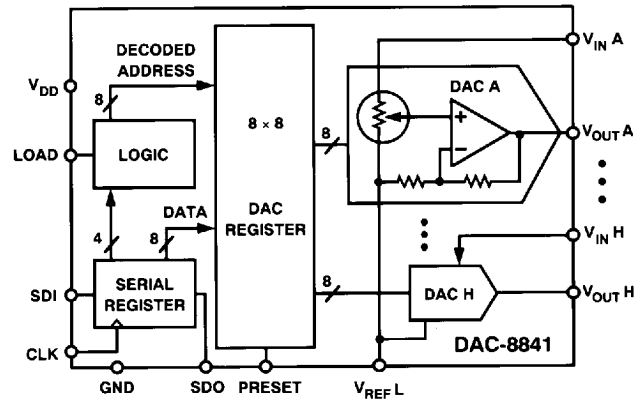 V_IN A
DECODED
ADDRESS
DAC A
V_DD
8
8 × 8
8
+
V_OUT A
LOAD
LOGIC
−
DAC
REGISTER
DATA
4
8
V_IN H
SERIAL
REGISTER
8
SDI
DAC H
V_OUT H
DAC-8841
CLK
GND
SDO
PRESET
V_REF L